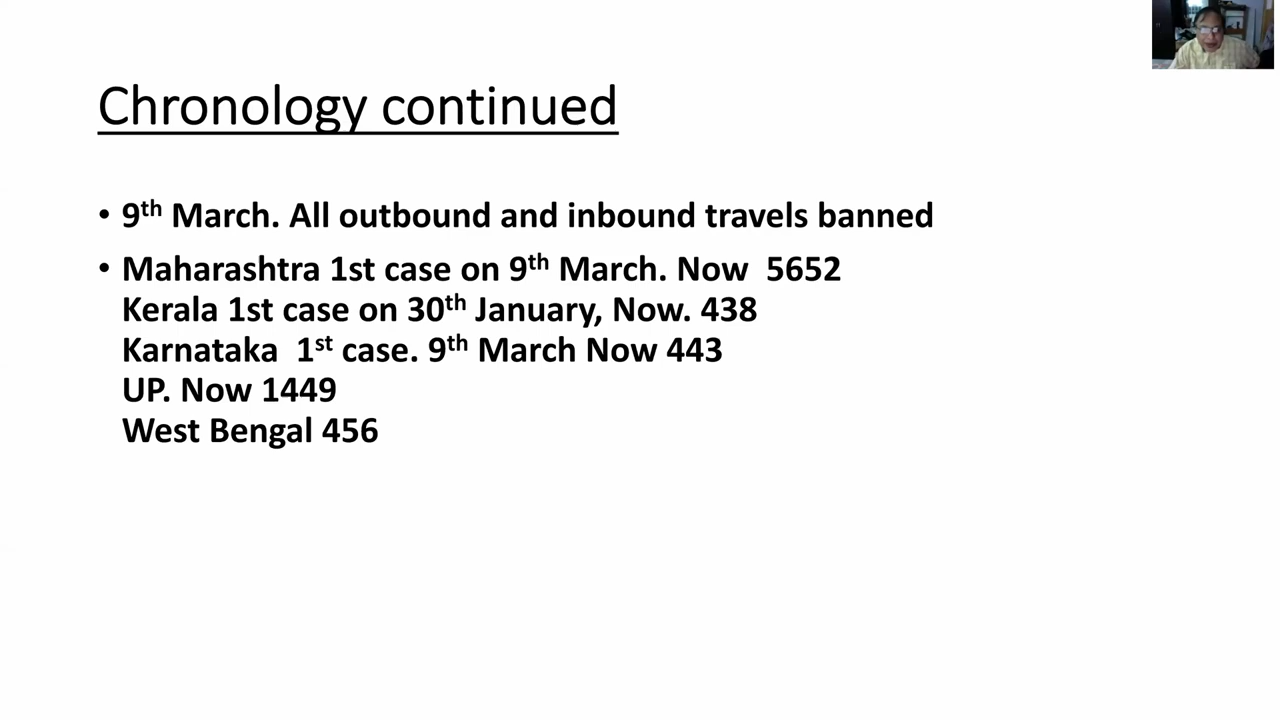 Chronology continued
• 9th March. All outbound and inbound travels banned
• Maharashtra 1st case on 9th March. Now  5652
Kerala 1st case on 30th January, Now. 438
Karnataka  1st case. 9th March Now 443
UP. Now 1449
West Bengal 456